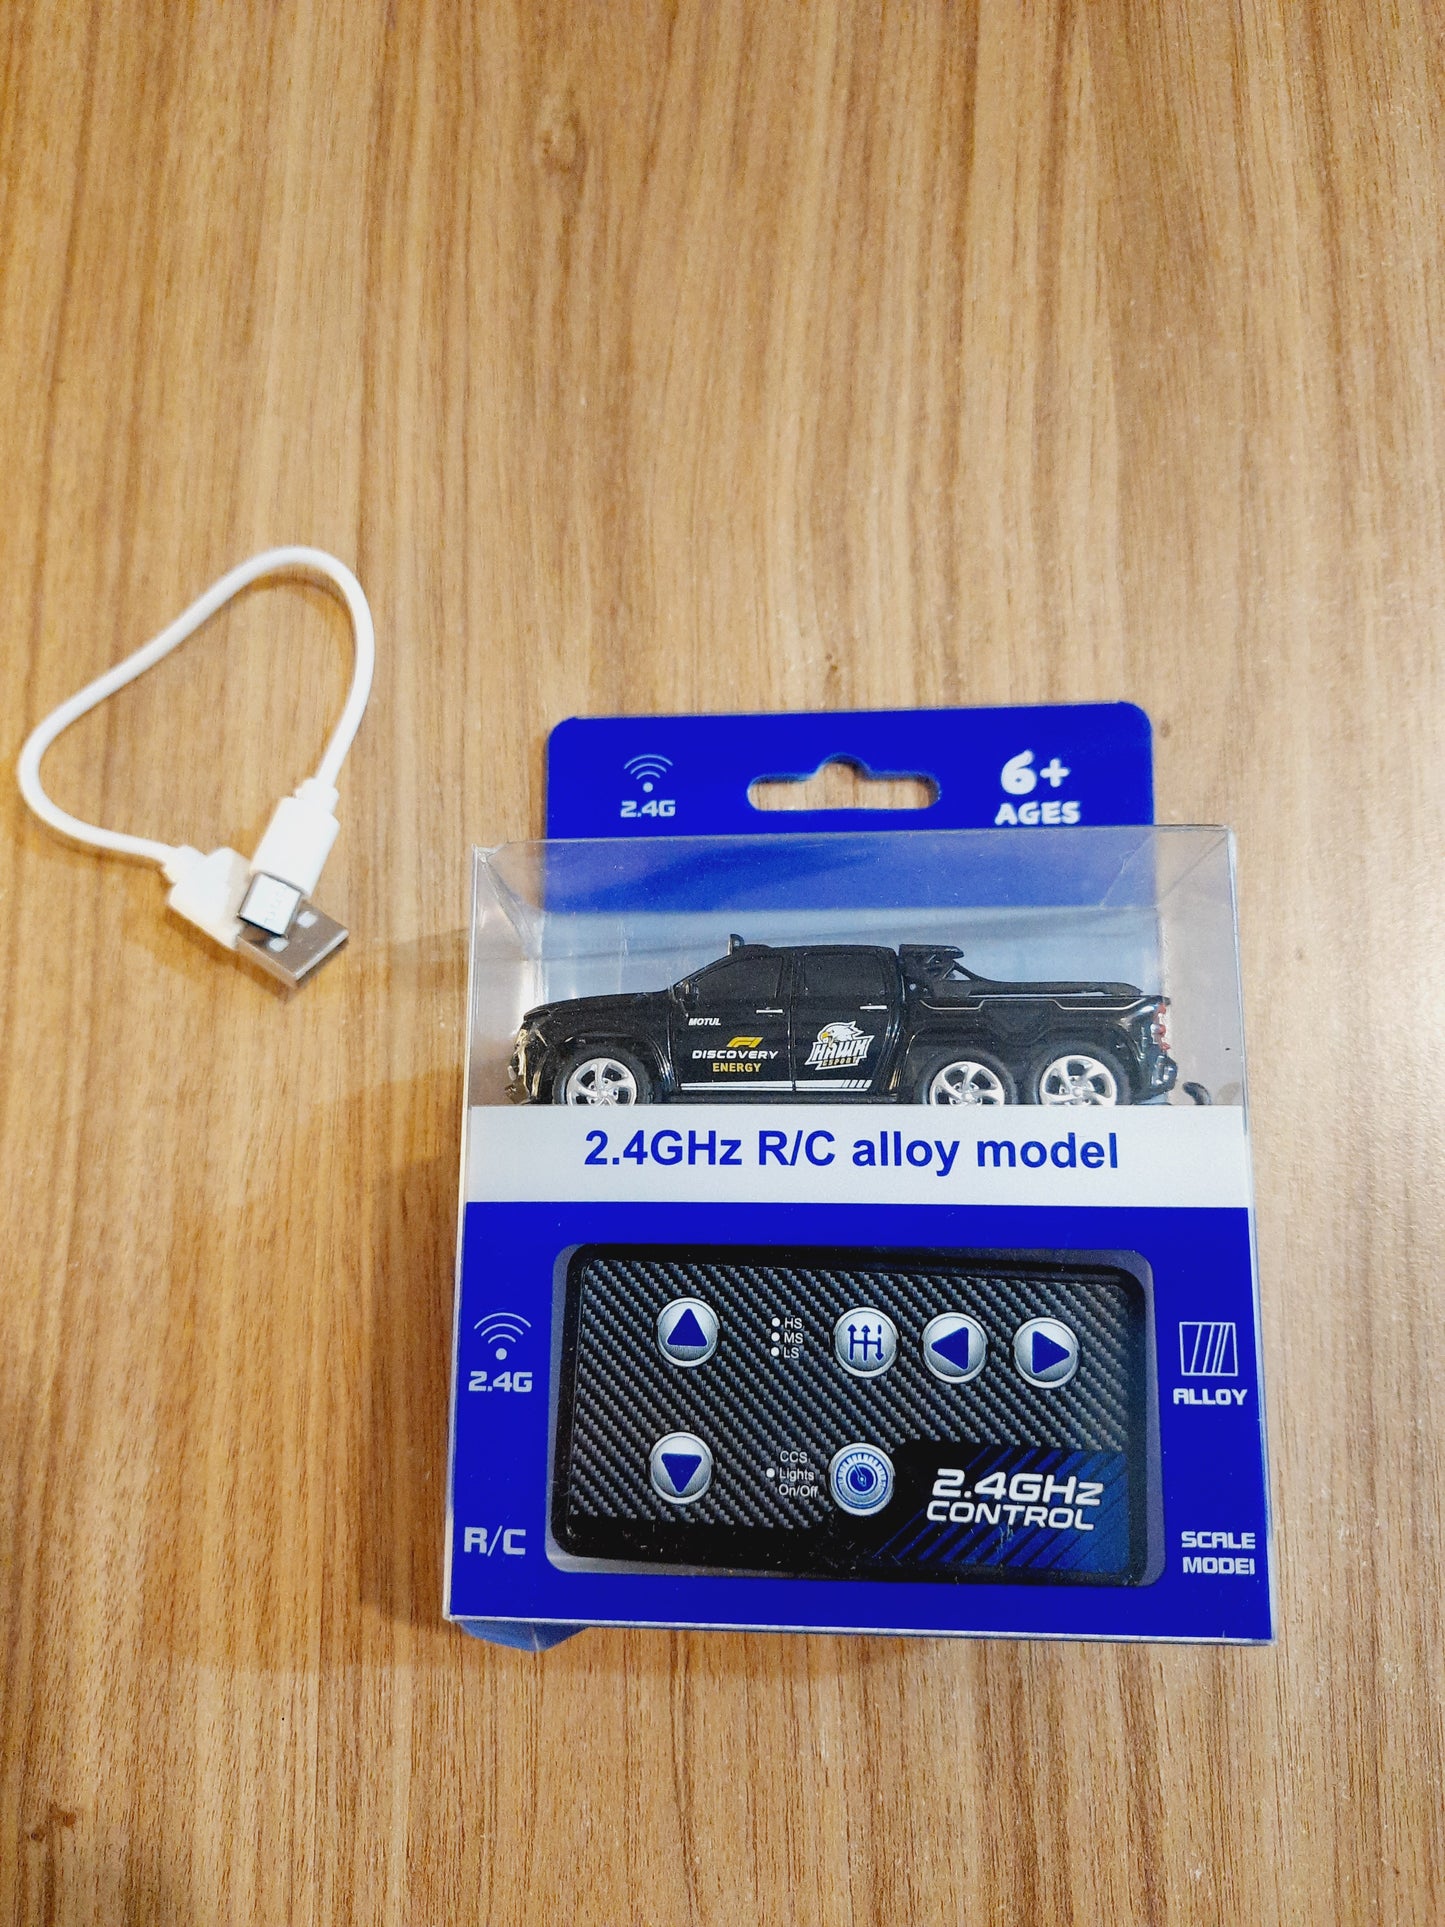 2.4G
6+
AGES
MOTUL
DISCOVERY
ENERGY
HAWK
ESPORT
2.4GHz R/C alloy model
2.4G
HS
MS
LS
ALLOY
CCS
Lights
On/Off
2.4GHz
CONTROL
R/C
SCALE
MODEl